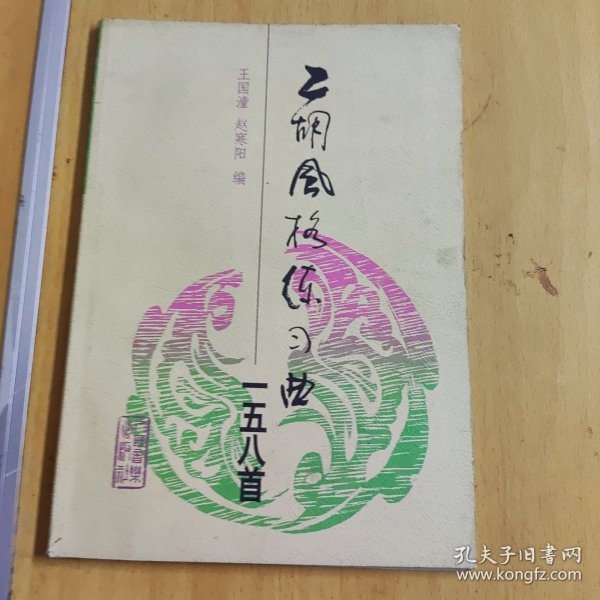 二胡风格练习曲
一五八首
王国潼 赵寒阳 编
孔夫子旧书网
www.kongfz.com